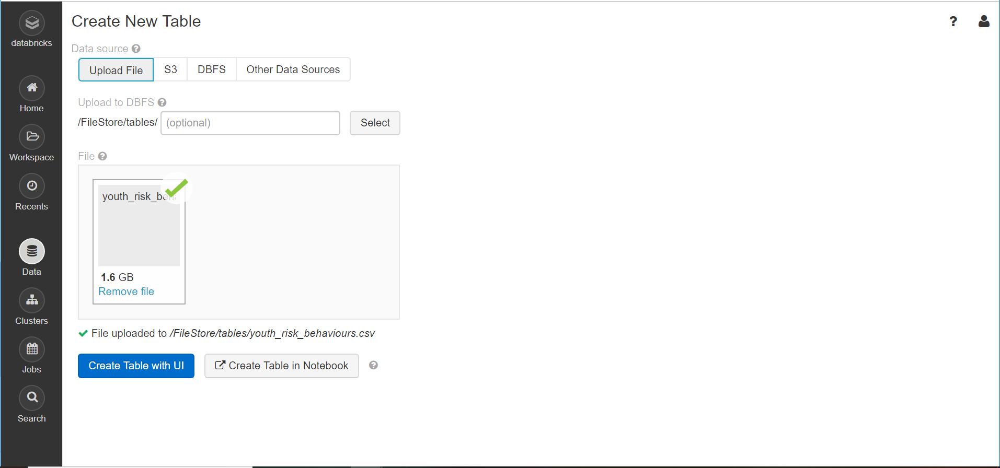 databricks
Home
Workspace
Recents
Data
Clusters
Jobs
Search
Create New Table
?
Data source ?
Upload File
S3
DBFS
Other Data Sources
Upload to DBFS ?
/FileStore/tables/
(optional)
Select
File ?
1.6 GB
Remove file
File uploaded to /FileStore/tables/youth_risk_behaviours.csv
Create Table with UI
Create Table in Notebook
?